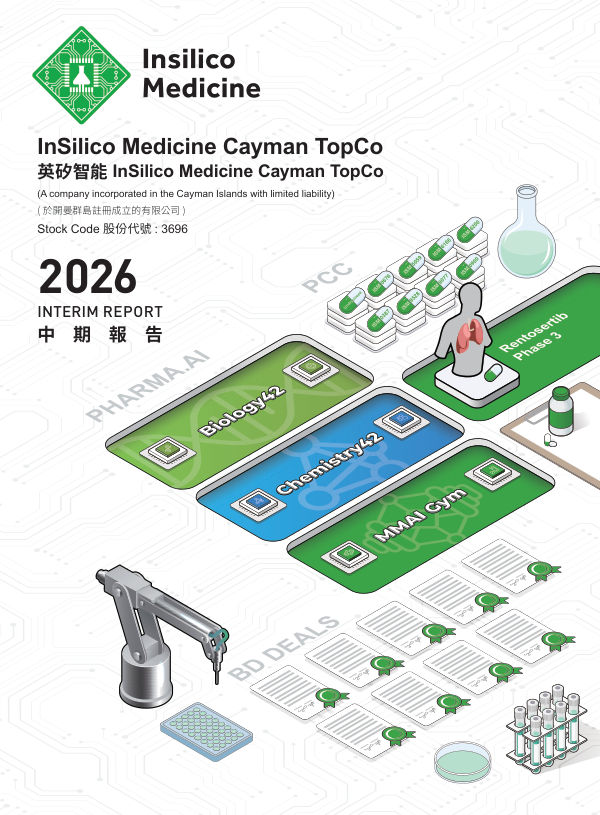 Insilico
Medicine
InSilico Medicine Cayman TopCo
英矽智能 InSilico Medicine Cayman TopCo
(A company incorporated in the Cayman Islands with limited liability)
( 於開曼群島註冊成立的有限公司 )
Stock Code 股份代號 : 3696
2026
INTERIM REPORT
中期報告
PCC
Rentosertib
Phase 3
PHARMA.AI
Biology42
Chemistry42
MMAI Gym
BD DEALS